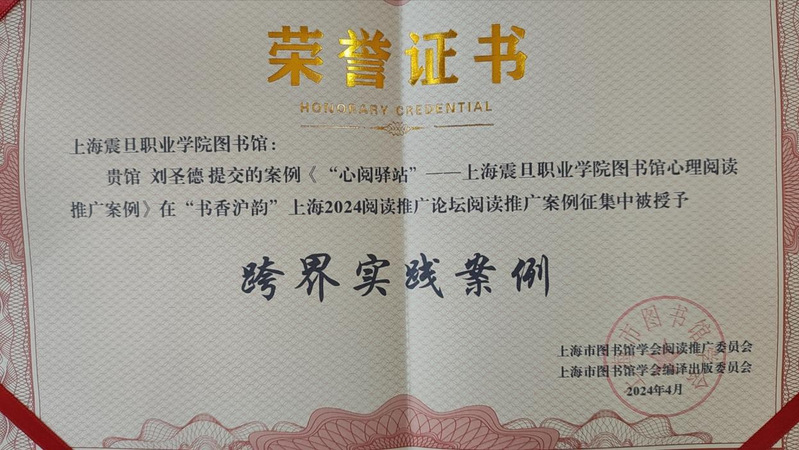 荣誉证书
HONORARY CREDENTIAL
上海震旦职业学院图书馆：
贵馆 刘圣德 提交的案例《“心阅驿站”——上海震旦职业学院图书馆心理阅读
推广案例》在“书香沪韵”上海2024阅读推广论坛阅读推广案例征集中被授予
跨界实践案例
上海市图书馆学会阅读推广委员会
上海市图书馆学会编译出版委员会
2024年4月